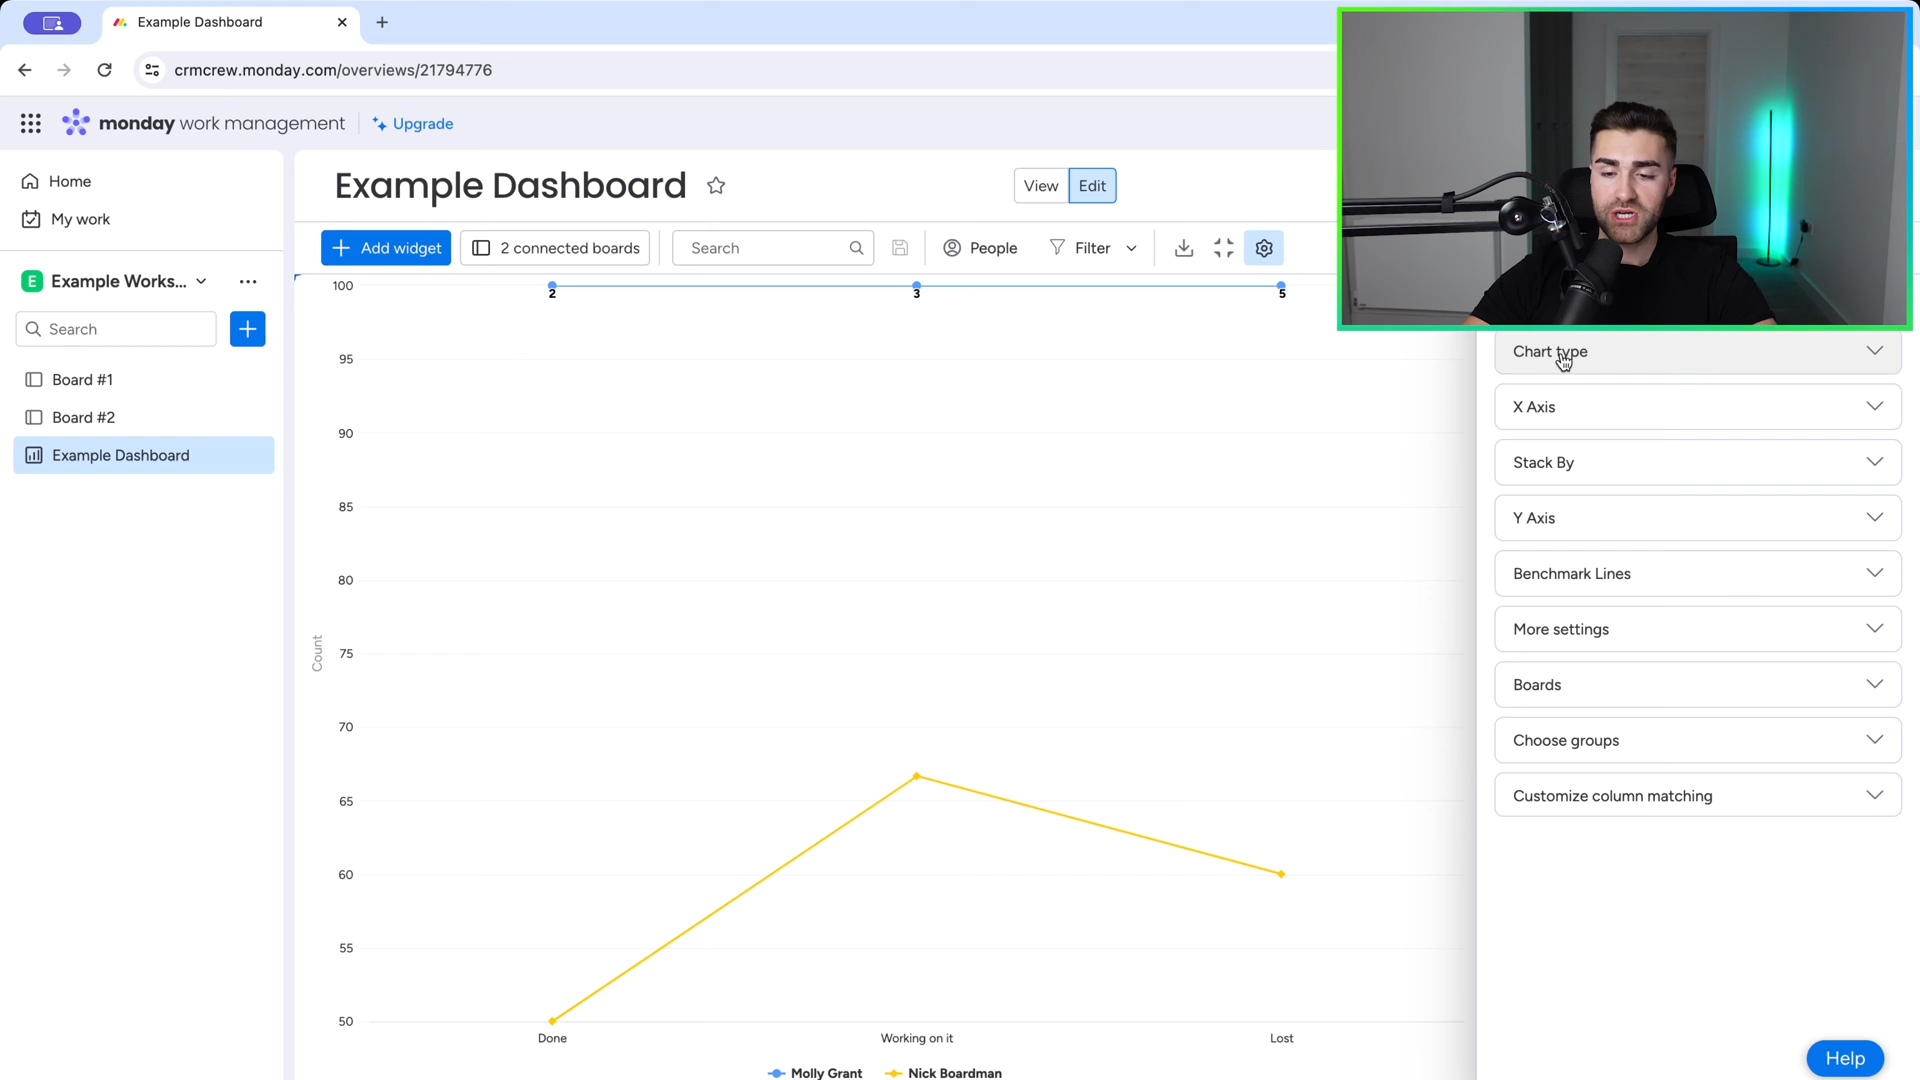 Example Dashboard
crmcrew.monday.com/overviews/21794776
monday work management
Upgrade
Home
My work
E Example Works...
Search
Board #1
Board #2
Example Dashboard
Example Dashboard
View
Edit
Add widget
2 connected boards
Search
People
Filter
100
95
90
85
80
75
70
65
60
55
50
Count
2
3
5
Done
Working on it
Lost
Molly Grant
Nick Boardman
Chart type
X Axis
Stack By
Y Axis
Benchmark Lines
More settings
Boards
Choose groups
Customize column matching
Help